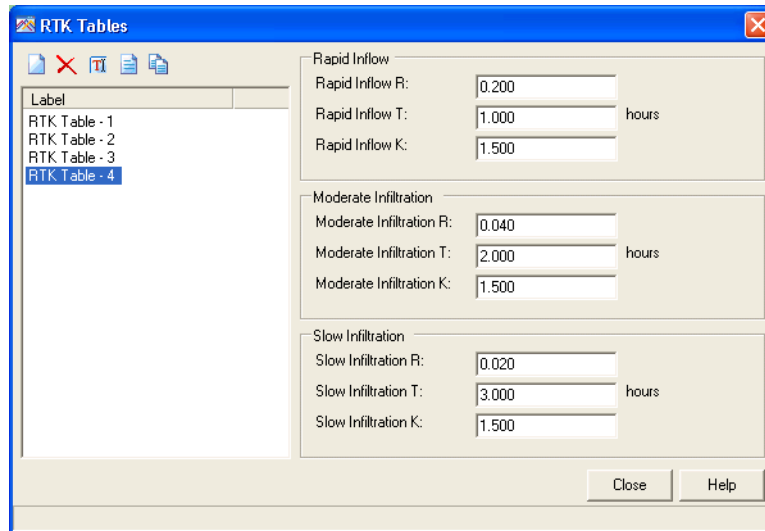 RTK Tables
Label
RTK Table - 1
RTK Table - 2
RTK Table - 3
RTK Table - 4
Rapid Inflow
Rapid Inflow R: 0.200
Rapid Inflow T: 1.000 hours
Rapid Inflow K: 1.500
Moderate Infiltration
Moderate Infiltration R: 0.040
Moderate Infiltration T: 2.000 hours
Moderate Infiltration K: 1.500
Slow Infiltration
Slow Infiltration R: 0.020
Slow Infiltration T: 3.000 hours
Slow Infiltration K: 1.500
Close Help